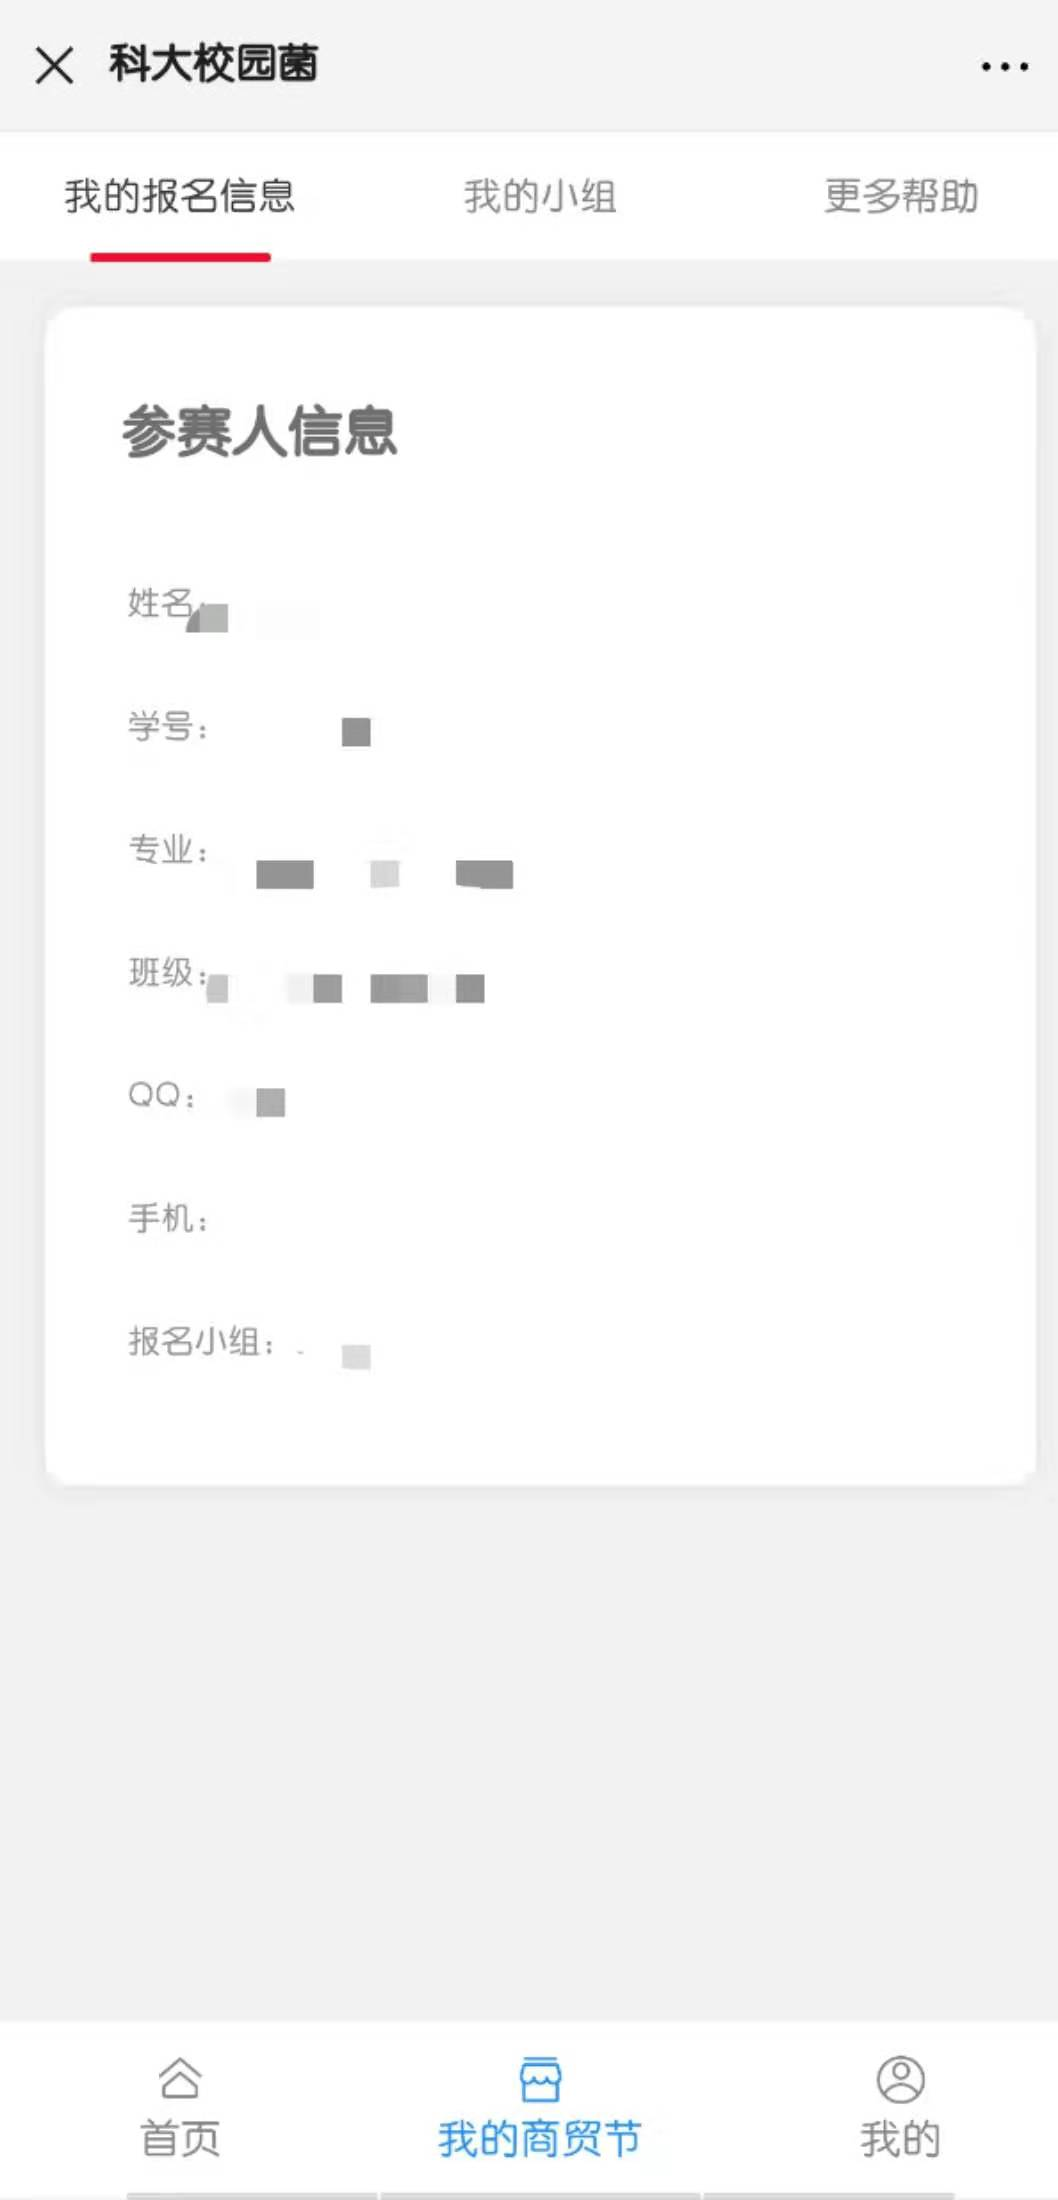 科大校园菌
我的报名信息 我的小组 更多帮助
参赛人信息
姓名:
学号：
专业：
班级：
QQ：
手机：
报名小组：
首页 我的商贸节 我的